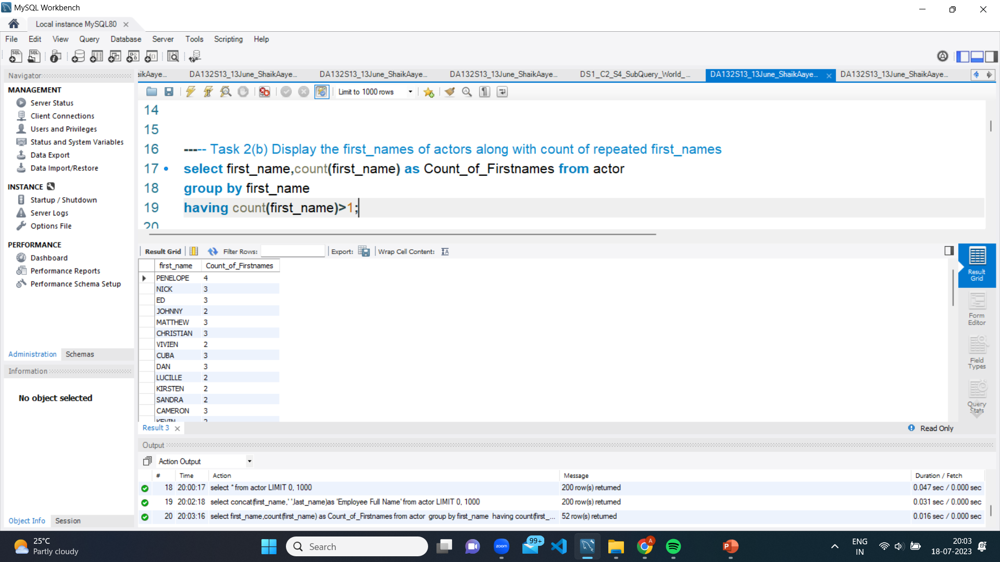 MySQL Workbench
Local instance MySQL80
File Edit View Query Database Server Tools Scripting Help
Navigator
MANAGEMENT
Server Status
Client Connections
Users and Privileges
Status and System Variables
Data Export
Data Import/Restore
INSTANCE
Startup / Shutdown
Server Logs
Options File
PERFORMANCE
Dashboard
Performance Reports
Performance Schema Setup
Administration Schemas
Information
No object selected
Object Info Session
aikAaye... DA132S13_13June_ShaikAaye... DA132S13_13June_ShaikAaye... DA132S13_13June_ShaikAaye... DS1_C2_S4_SubQuery_World_... DA132S13_13June_ShaikAaye... DA132S13_13June_ShaikAaye...
Limit to 1000 rows
14
15
16 ----- Task 2(b) Display the first_names of actors along with count of repeated first_names
17 select first_name,count(first_name) as Count_of_Firstnames from actor
18 group by first_name
19 having count(first_name)>1;
20
Result Grid Filter Rows: Export: Wrap Cell Content:
first_name Count_of_Firstnames
PENELOPE 4
NICK 3
ED 3
JOHNNY 2
MATTHEW 3
CHRISTIAN 3
VIVIEN 2
CUBA 3
DAN 3
LUCILLE 2
KIRSTEN 2
SANDRA 2
CAMERON 3
KEVIN
Result Grid
Form Editor
Field Types
Query Stats
Result 3 Read Only
Output
Action Output
# Time Action Message Duration / Fetch
18 20:00:17 select * from actor LIMIT 0, 1000 200 row(s) returned 0.047 sec / 0.000 sec
19 20:02:18 select concat(first_name,' ',last_name)as 'Employee Full Name' from actor LIMIT 0, 1000 200 row(s) returned 0.031 sec / 0.000 sec
20 20:03:16 select first_name,count(first_name) as Count_of_Firstnames from actor group by first_name having count(first_... 52 row(s) returned 0.016 sec / 0.000 sec
25°C
Partly cloudy
Search
zoom
99+
A
ENG
IN
20:03
18-07-2023